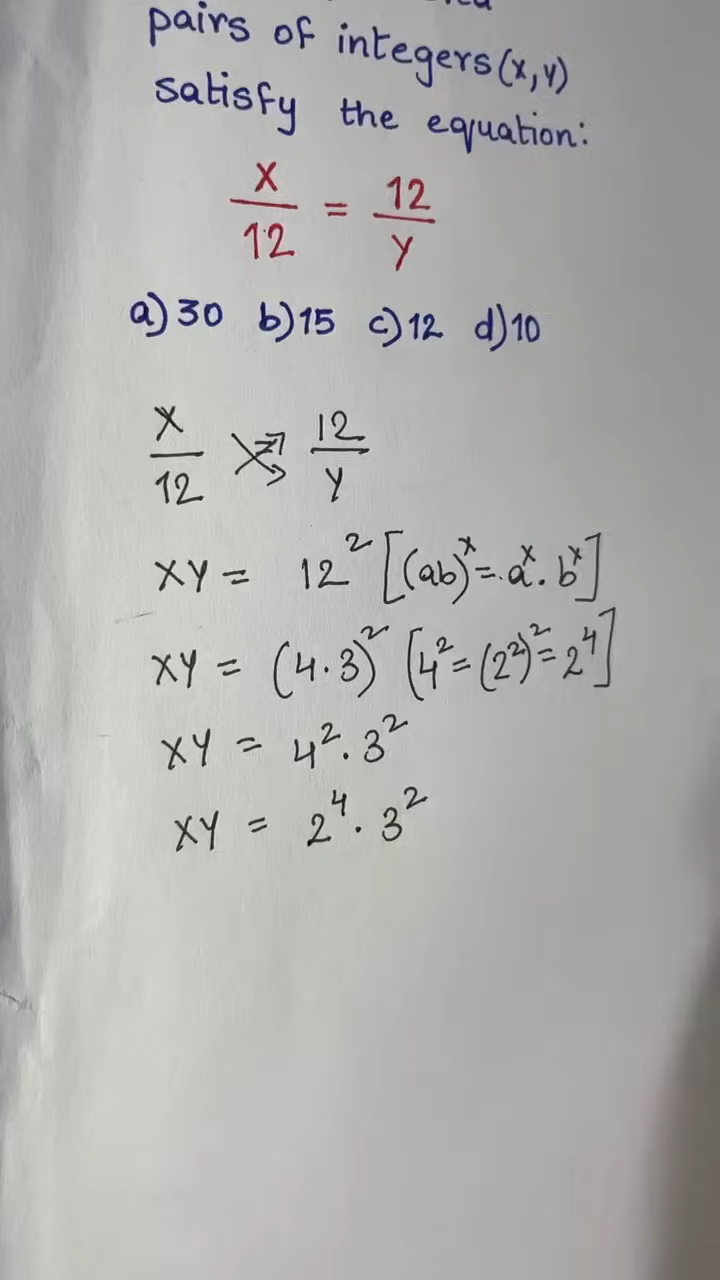 pairs of integers(x,y)
satisfy the equation:
x/12 = 12/y
a)30 b)15 c)12 d)10
x/12 12/y
xy = 12² [(ab)ˣ = aˣ . bˣ]
xy = (4.3)² [4² = (2²)² = 2⁴]
xy = 4² . 3²
xy = 2⁴ . 3²